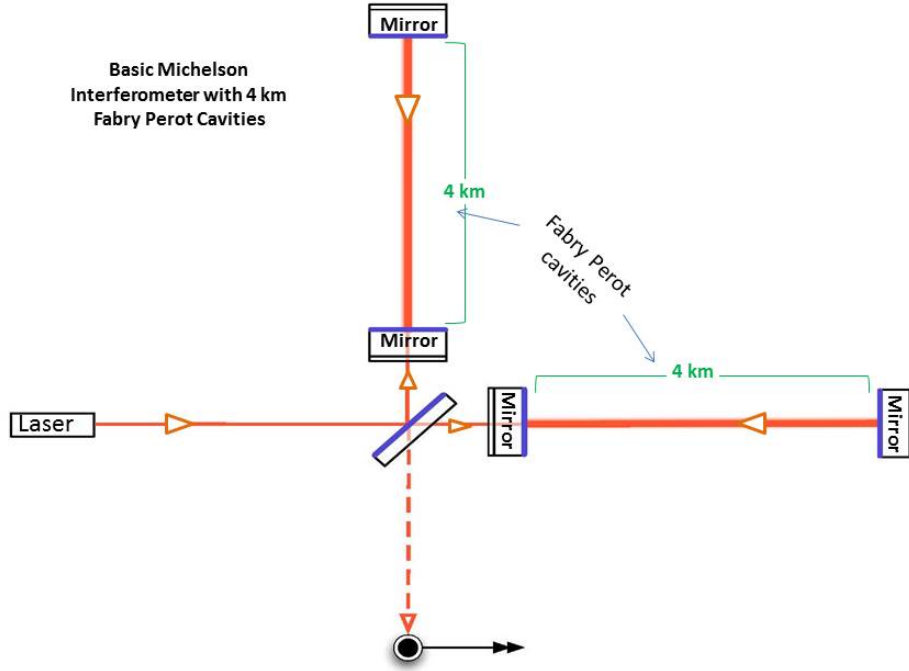 Mirror
Basic Michelson
Interferometer with 4 km
Fabry Perot Cavities
4 km
Fabry Perot
cavities
Mirror
4 km
Laser
Mirror
Mirror